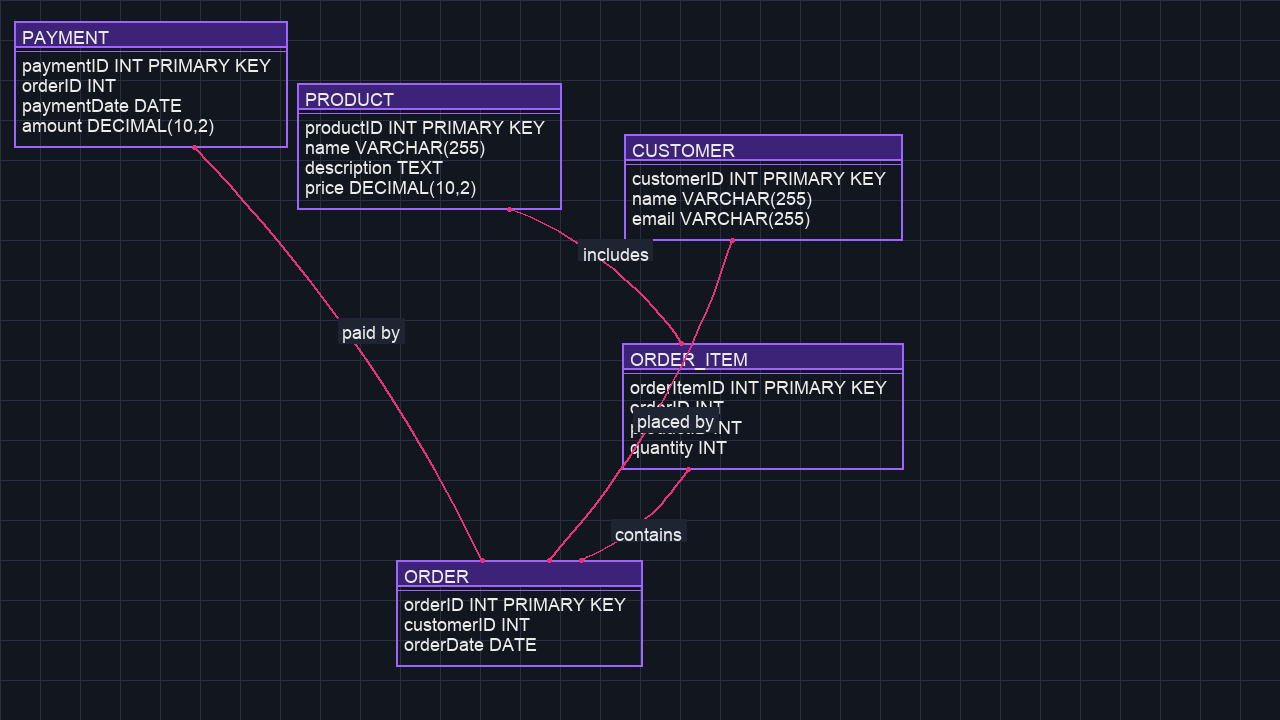 PAYMENT
paymentID INT PRIMARY KEY
orderID INT
paymentDate DATE
amount DECIMAL(10,2)
PRODUCT
productID INT PRIMARY KEY
name VARCHAR(255)
description TEXT
price DECIMAL(10,2)
CUSTOMER
customerID INT PRIMARY KEY
name VARCHAR(255)
email VARCHAR(255)
includes
paid by
ORDER_ITEM
orderItemID INT PRIMARY KEY
orderID INT
placed by
INT
quantity INT
contains
ORDER
orderID INT PRIMARY KEY
customerID INT
orderDate DATE